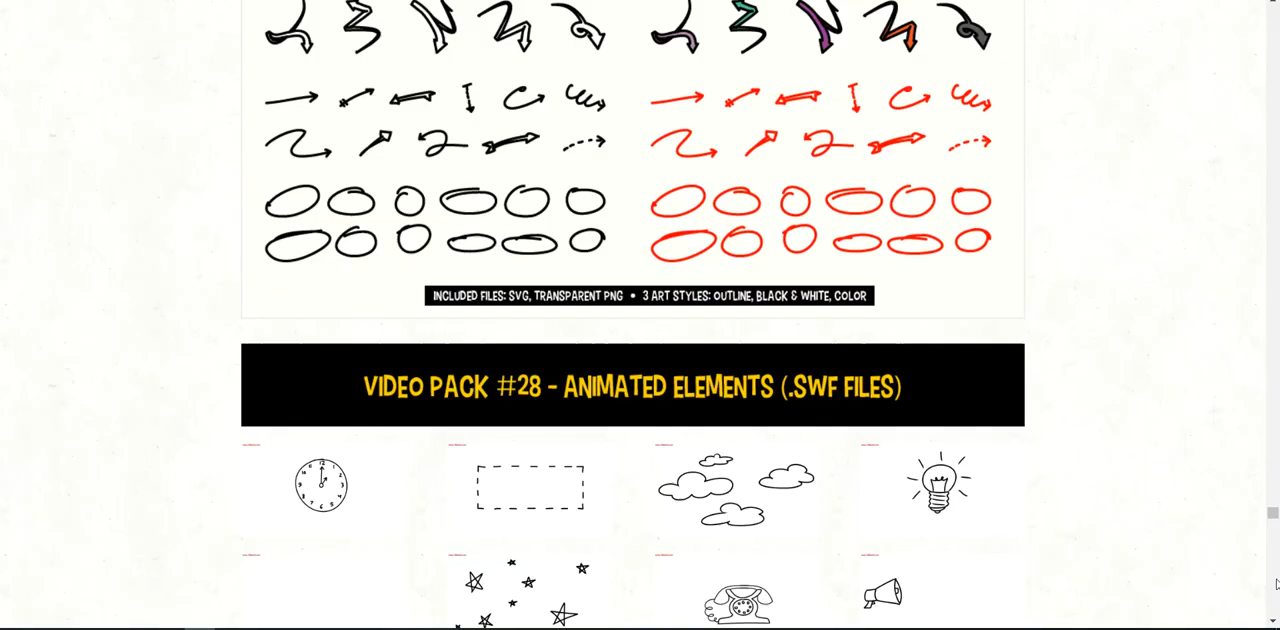 INCLUDED FILES: SVG, TRANSPARENT PNG • 3 ART STYLES: OUTLINE, BLACK & WHITE, COLOR
VIDEO PACK #28 - ANIMATED ELEMENTS (.SWF FILES)